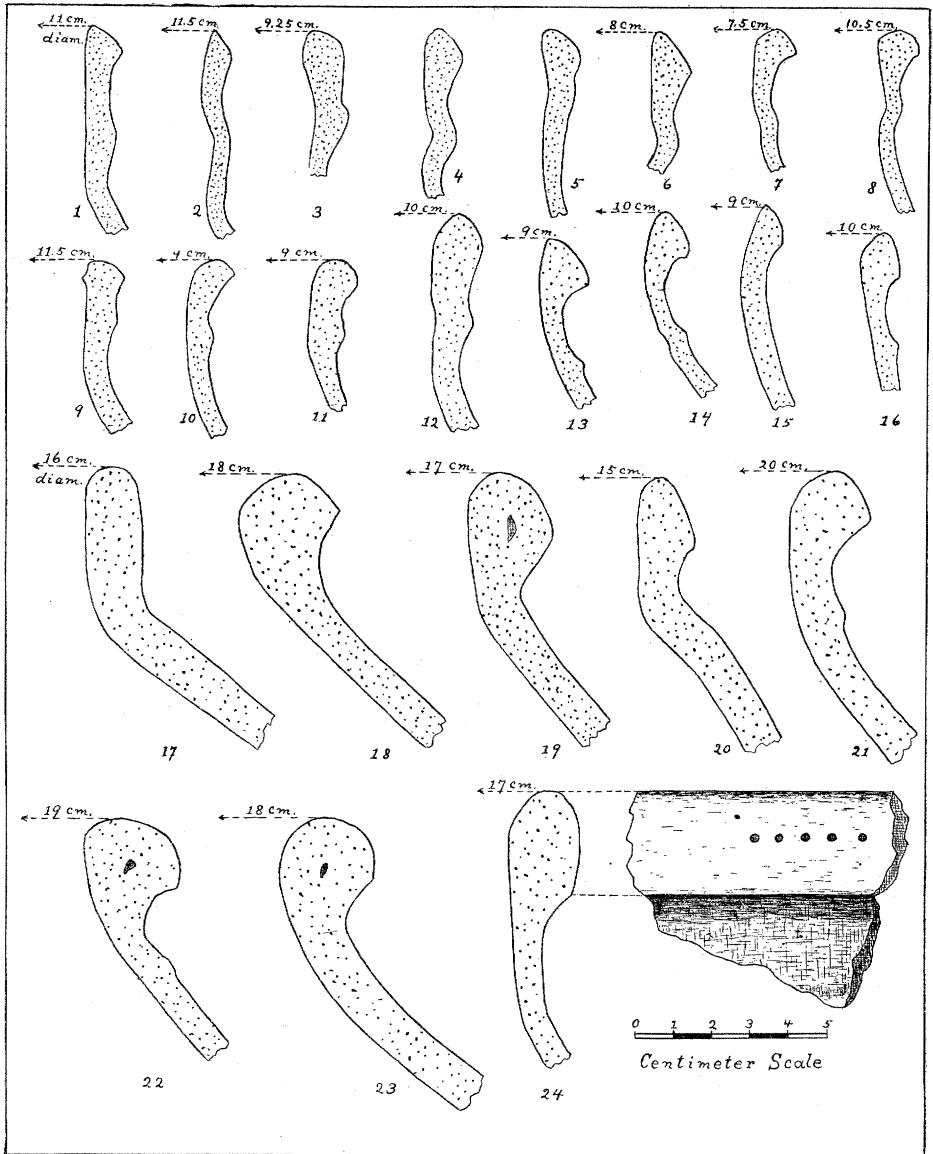 11 cm.
diam.
11.5 cm.
9.25 cm.
8 cm.
7.5 cm.
10.5 cm.
1
2
3
4
5
6
7
8
11.5 cm.
9 cm.
9 cm.
10 cm.
9 cm.
10 cm.
9 cm.
10 cm.
9
10
11
12
13
14
15
16
16 cm.
diam.
18 cm.
17 cm.
15 cm.
20 cm.
17
18
19
20
21
19 cm.
18 cm.
17 cm.
0 1 2 3 4 5
Centimeter Scale
22
23
24